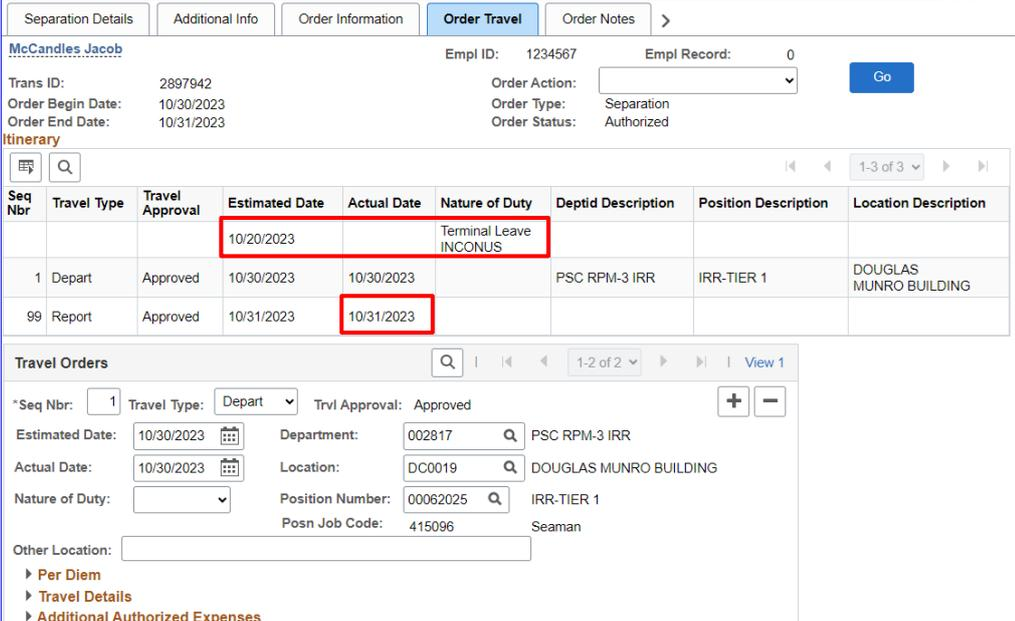 Separation Details Additional Info Order Information Order Travel Order Notes
McCandles Jacob Empl ID: 1234567 Empl Record: 0
Trans ID: 2897942 Order Action: Go
Order Begin Date: 10/30/2023 Order Type: Separation
Order End Date: 10/31/2023 Order Status: Authorized
Itinerary
1-3 of 3
Seq Nbr Travel Type Travel Approval Estimated Date Actual Date Nature of Duty Deptid Description Position Description Location Description
10/20/2023 Terminal Leave INCONUS
1 Depart Approved 10/30/2023 10/30/2023 PSC RPM-3 IRR IRR-TIER 1 DOUGLAS MUNRO BUILDING
99 Report Approved 10/31/2023 10/31/2023
Travel Orders 1-2 of 2 View 1
*Seq Nbr: 1 Travel Type: Depart Trvl Approval: Approved
Estimated Date: 10/30/2023 Department: 002817 PSC RPM-3 IRR
Actual Date: 10/30/2023 Location: DC0019 DOUGLAS MUNRO BUILDING
Nature of Duty: Position Number: 00062025 IRR-TIER 1
Posn Job Code: 415096 Seaman
Other Location:
Per Diem
Travel Details
Additional Authorized Expenses